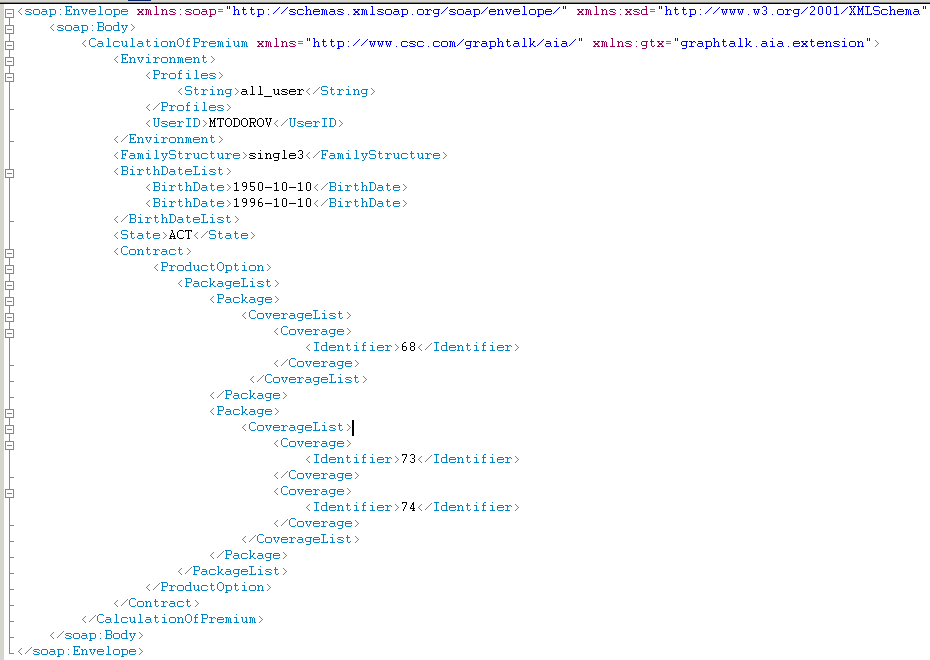 <soap:Envelope xmlns:soap="http://schemas.xmlsoap.org/soap/envelope/" xmlns:xsd="http://www.w3.org/2001/XMLSchema"
<soap:Body>
<CalculationOfPremium xmlns="http://www.csc.com/graphtalk/aia/" xmlns:gtx="graphtalk.aia.extension">
<Environment>
<Profiles>
<String>all_user</String>
</Profiles>
<UserID>MTODOROV</UserID>
</Environment>
<FamilyStructure>single3</FamilyStructure>
<BirthDateList>
<BirthDate>1950-10-10</BirthDate>
<BirthDate>1996-10-10</BirthDate>
</BirthDateList>
<State>ACT</State>
<Contract>
<ProductOption>
<PackageList>
<Package>
<CoverageList>
<Coverage>
<Identifier>68</Identifier>
</Coverage>
</CoverageList>
</Package>
<Package>
<CoverageList>
<Coverage>
<Identifier>73</Identifier>
</Coverage>
<Coverage>
<Identifier>74</Identifier>
</Coverage>
</CoverageList>
</Package>
</PackageList>
</ProductOption>
</Contract>
</CalculationOfPremium>
</soap:Body>
</soap:Envelope>